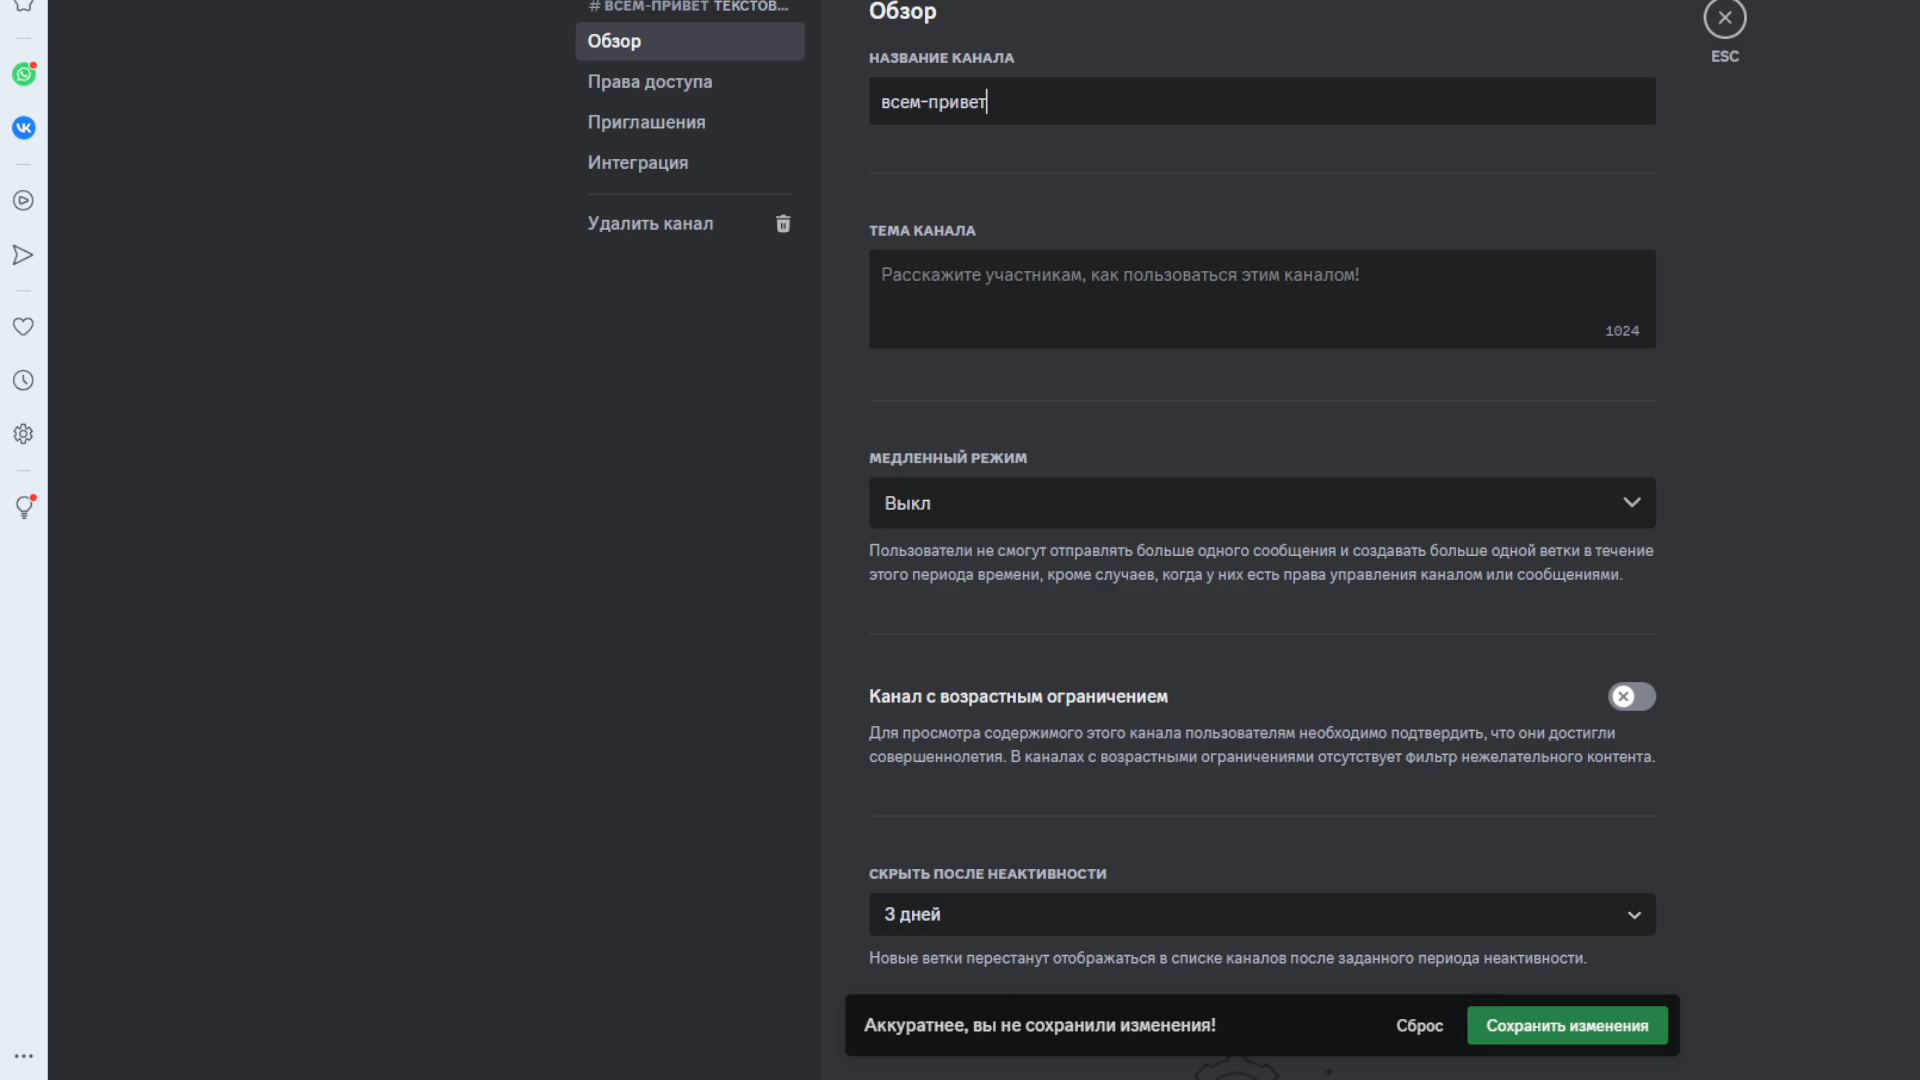 # ВСЕМ-ПРИВЕТ ТЕКСТОВ...
Обзор
Права доступа
Приглашения
Интеграция
Удалить канал
Обзор
НАЗВАНИЕ КАНАЛА
всем-привет
ТЕМА КАНАЛА
Расскажите участникам, как пользоваться этим каналом!
1024
МЕДЛЕННЫЙ РЕЖИМ
Выкл
Пользователи не смогут отправлять больше одного сообщения и создавать больше одной ветки в течение
этого периода времени, кроме случаев, когда у них есть права управления каналом или сообщениями.
Канал с возрастным ограничением
Для просмотра содержимого этого канала пользователям необходимо подтвердить, что они достигли
совершеннолетия. В каналах с возрастными ограничениями отсутствует фильтр нежелательного контента.
СКРЫТЬ ПОСЛЕ НЕАКТИВНОСТИ
3 дней
Новые ветки перестанут отображаться в списке каналов после заданного периода неактивности.
Аккуратнее, вы не сохранили изменения!
Сброс
Сохранить изменения
ESC